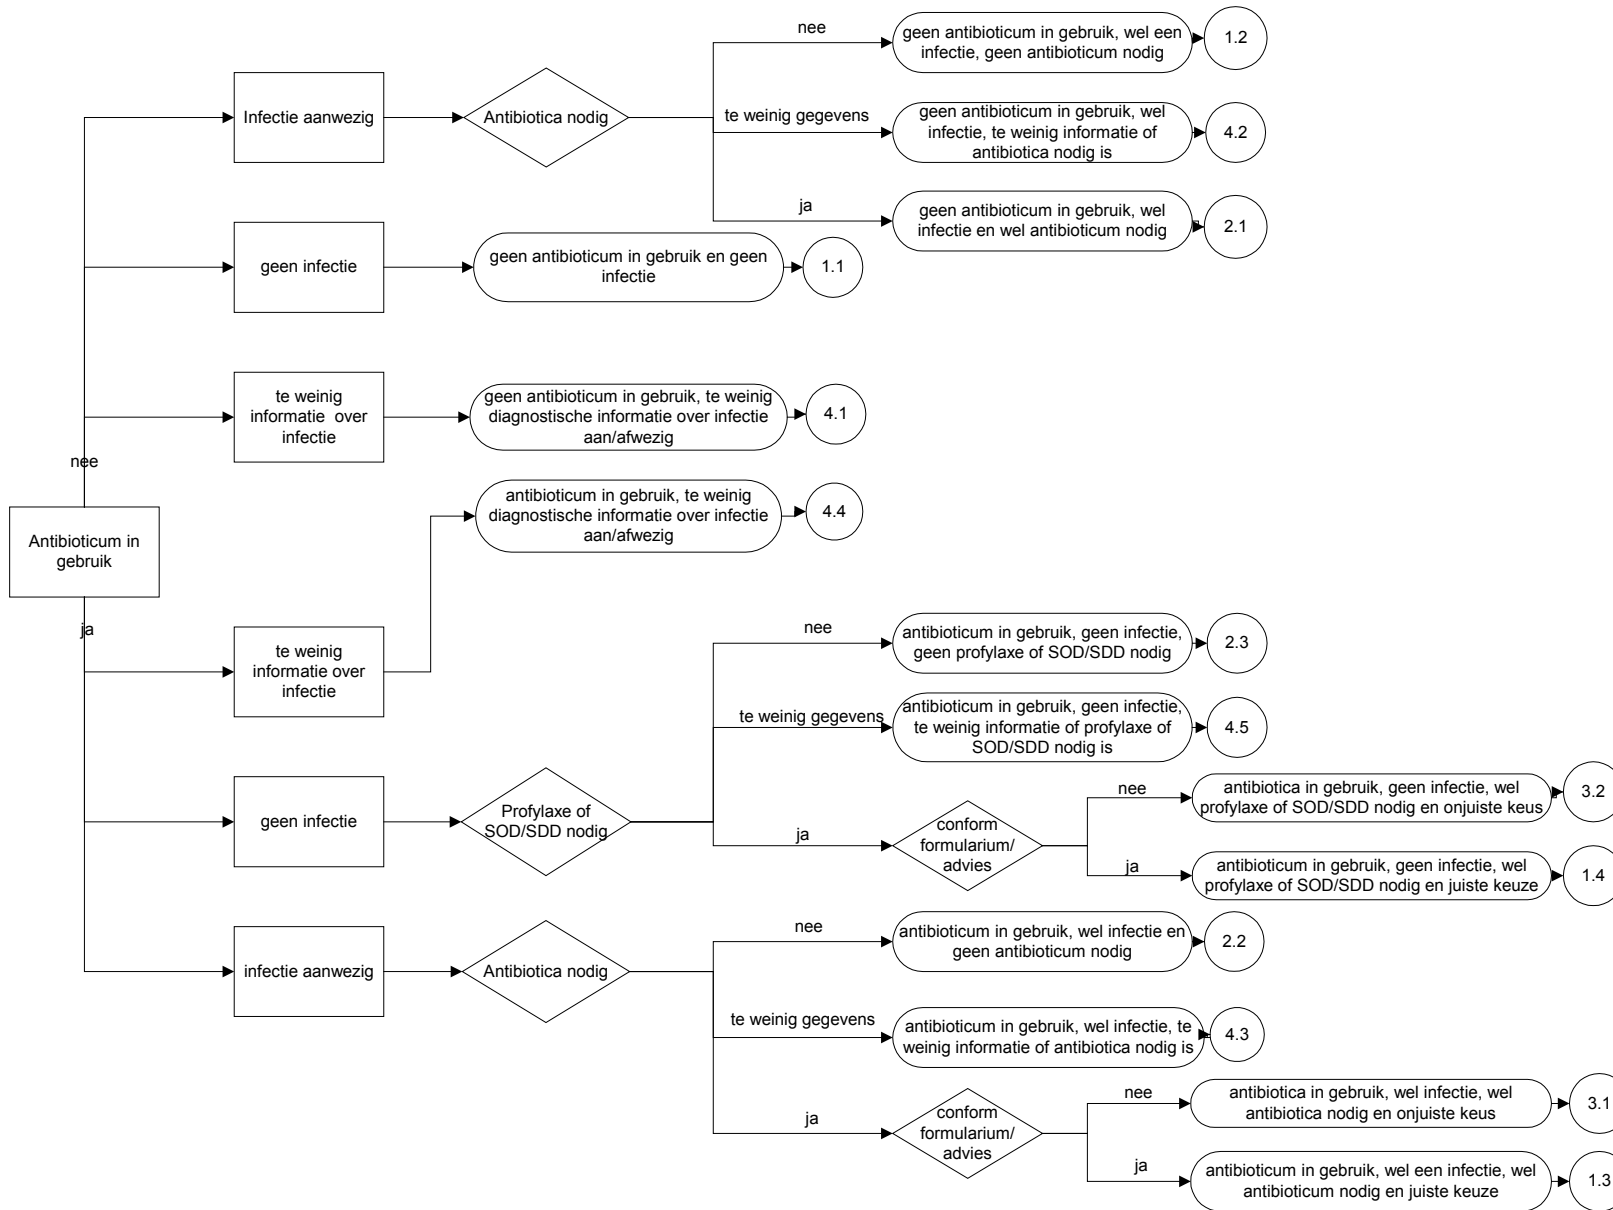 nee
geen antibioticum in gebruik, wel een
infectie, geen antibioticum nodig
1.2
Infectie aanwezig
Antibiotica nodig
te weinig gegevens
geen antibioticum in gebruik, wel
infectie, te weinig informatie of
antibiotica nodig is
4.2
ja
geen antibioticum in gebruik, wel
infectie en wel antibioticum nodig
2.1
geen infectie
geen antibioticum in gebruik en geen
infectie
1.1
te weinig
informatie over
infectie
geen antibioticum in gebruik, te weinig
diagnostische informatie over infectie
aan/afwezig
4.1
nee
antibioticum in gebruik, te weinig
diagnostische informatie over infectie
aan/afwezig
4.4
Antibioticum in
gebruik
ja
te weinig
informatie over
infectie
nee
antibioticum in gebruik, geen infectie,
geen profylaxe of SOD/SDD nodig
2.3
te weinig gegevens
antibioticum in gebruik, geen infectie,
te weinig informatie of profylaxe of
SOD/SDD nodig is
4.5
geen infectie
Profylaxe of
SOD/SDD nodig
ja
conform
formularium/
advies
nee
antibiotica in gebruik, geen infectie, wel
profylaxe of SOD/SDD nodig en onjuiste keus
3.2
ja
antibioticum in gebruik, geen infectie, wel
profylaxe of SOD/SDD nodig en juiste keuze
1.4
infectie aanwezig
Antibiotica nodig
nee
antibioticum in gebruik, wel infectie en
geen antibioticum nodig
2.2
te weinig gegevens
antibioticum in gebruik, wel infectie, te
weinig informatie of antibiotica nodig is
4.3
ja
conform
formularium/
advies
nee
antibiotica in gebruik, wel infectie, wel
antibiotica nodig en onjuiste keus
3.1
ja
antibioticum in gebruik, wel een infectie, wel
antibioticum nodig en juiste keuze
1.3